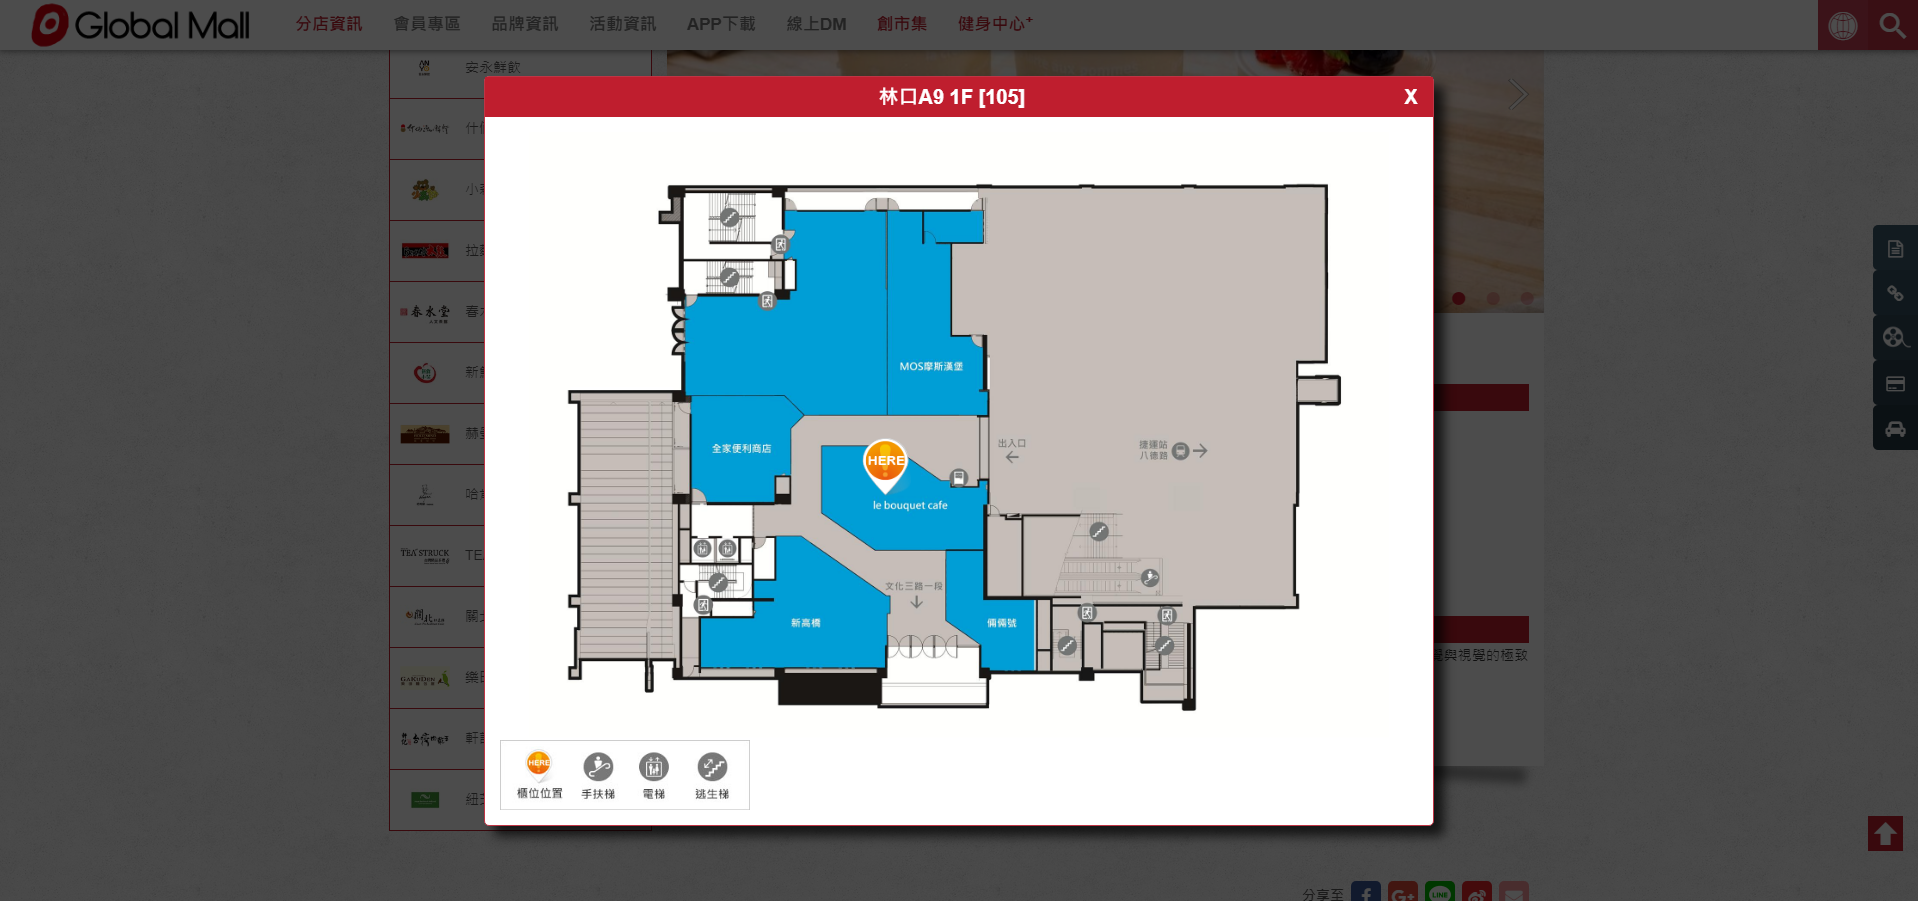 Global Mall
分店資訊 會員專區 品牌資訊 活動資訊 APP下載 線上DM 創市集 健身中心+
安永鮮飲
林口A9 1F [105]
X
什
小
拉
春水堂
春
新
赫
哈
TEA STRUCK
TE
樂
軒
紐
MOS摩斯漢堡
全家便利商店
HERE
le bouquet cafe
出入口
捷運站
八德路
文化三路一段
新高橋
倆倆號
覺與視覺的極致
HERE
櫃位位置 手扶梯 電梯 逃生梯
分享至
LINE